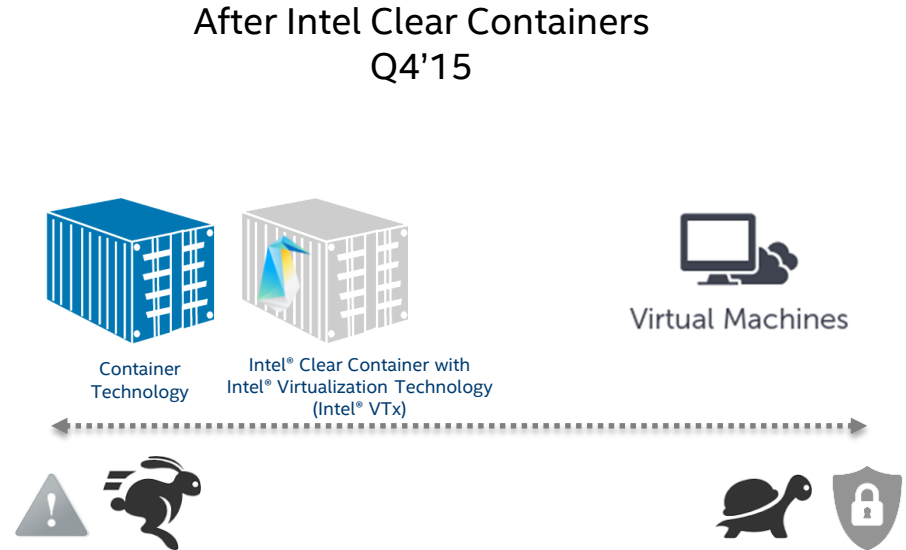 After Intel Clear Containers
Q4’15
Container
Technology
Intel® Clear Container with
Intel® Virtualization Technology
(Intel® VTx)
Virtual Machines